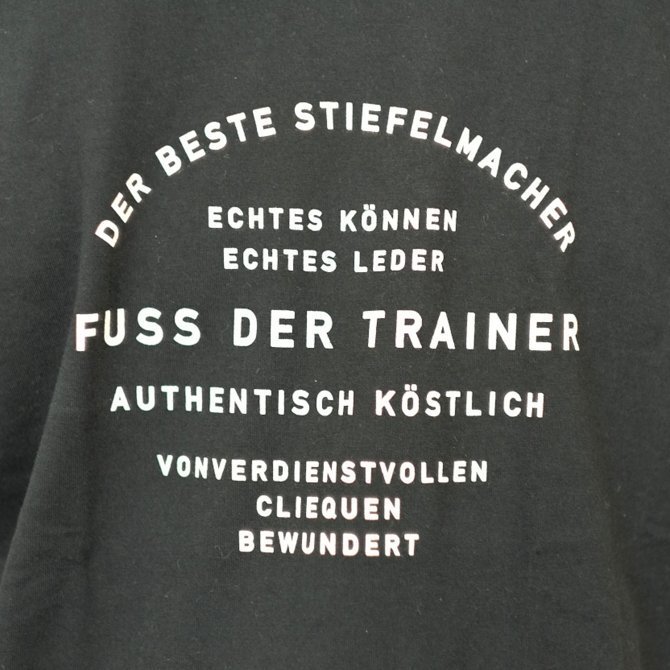 DER BESTE STIEFELMACHER
ECHTES KÖNNEN
ECHTES LEDER
FUSS DER TRAINER
AUTHENTISCH KÖSTLICH
VONVERDIENSTVOLLEN
CLIEQUEN
BEWUNDERT